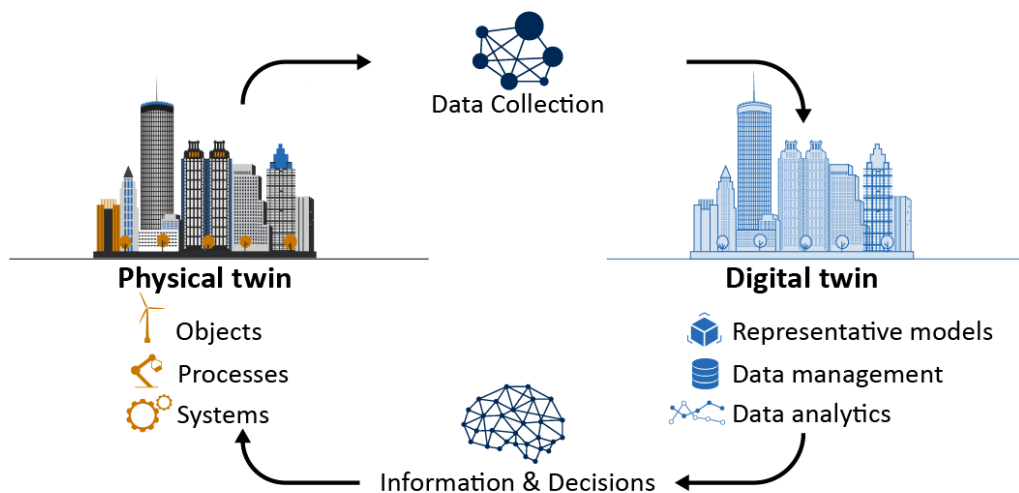 Data Collection
Physical twin
Objects
Processes
Systems
Digital twin
Representative models
Data management
Data analytics
Information & Decisions